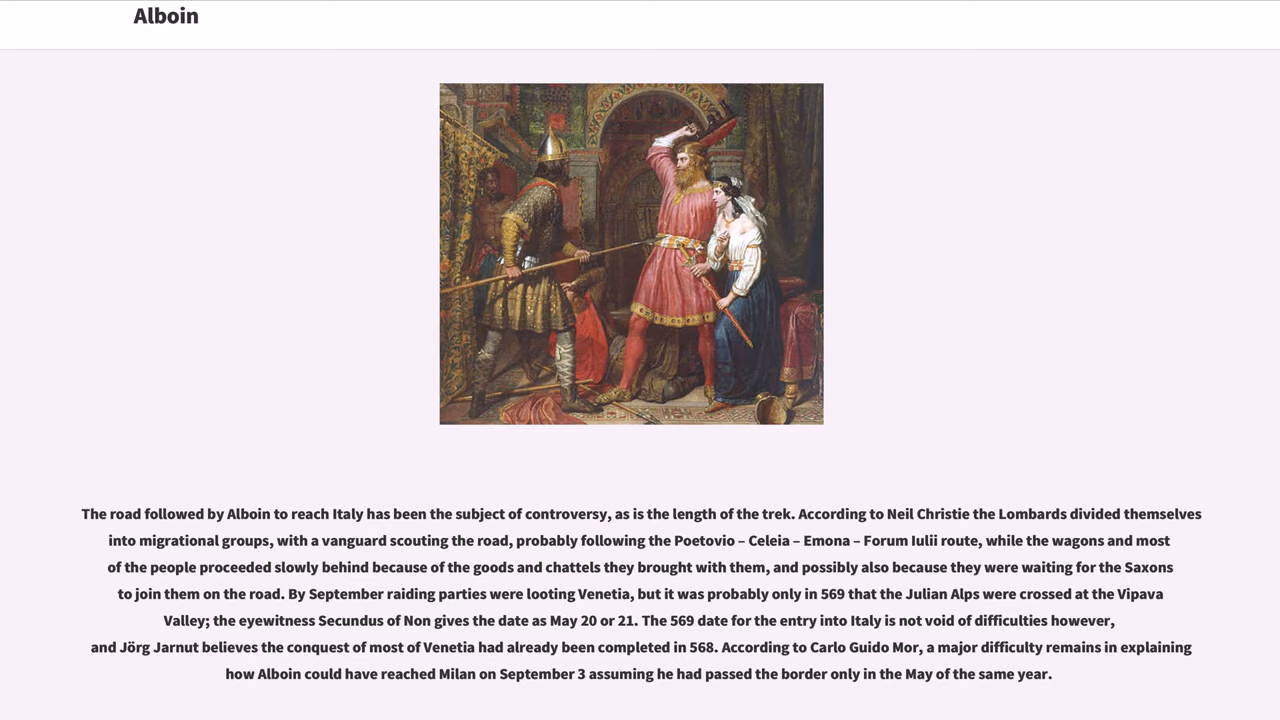 Alboin
The road followed by Alboin to reach Italy has been the subject of controversy, as is the length of the trek. According to Neil Christie the Lombards divided themselves
into migrational groups, with a vanguard scouting the road, probably following the Poetovio – Celeia – Emona – Forum Iulii route, while the wagons and most
of the people proceeded slowly behind because of the goods and chattels they brought with them, and possibly also because they were waiting for the Saxons
to join them on the road. By September raiding parties were looting Venetia, but it was probably only in 569 that the Julian Alps were crossed at the Vipava
Valley; the eyewitness Secundus of Non gives the date as May 20 or 21. The 569 date for the entry into Italy is not void of difficulties however,
and Jörg Jarnut believes the conquest of most of Venetia had already been completed in 568. According to Carlo Guido Mor, a major difficulty remains in explaining
how Alboin could have reached Milan on September 3 assuming he had passed the border only in the May of the same year.